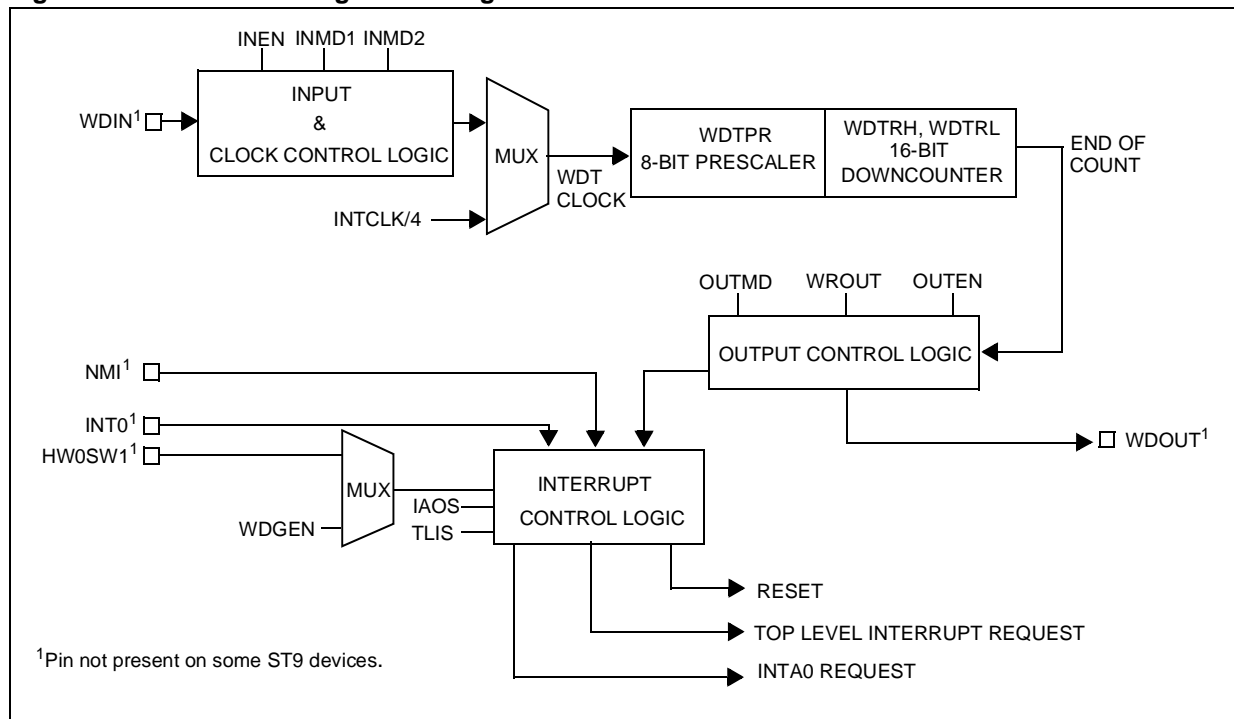 INEN INMD1 INMD2
INPUT
&
CLOCK CONTROL LOGIC
WDIN1
MUX
WDT
CLOCK
INTCLK/4
WDTPR
8-BIT PRESCALER
WDTRH, WDTRL
16-BIT
DOWNCOUNTER
END OF
COUNT
OUTMD WROUT OUTEN
OUTPUT CONTROL LOGIC
NMI1
INT01
HW0SW11
WDOUT1
MUX
WDGEN
IAOS
TLIS
INTERRUPT
CONTROL LOGIC
RESET
TOP LEVEL INTERRUPT REQUEST
INTA0 REQUEST
1Pin not present on some ST9 devices.